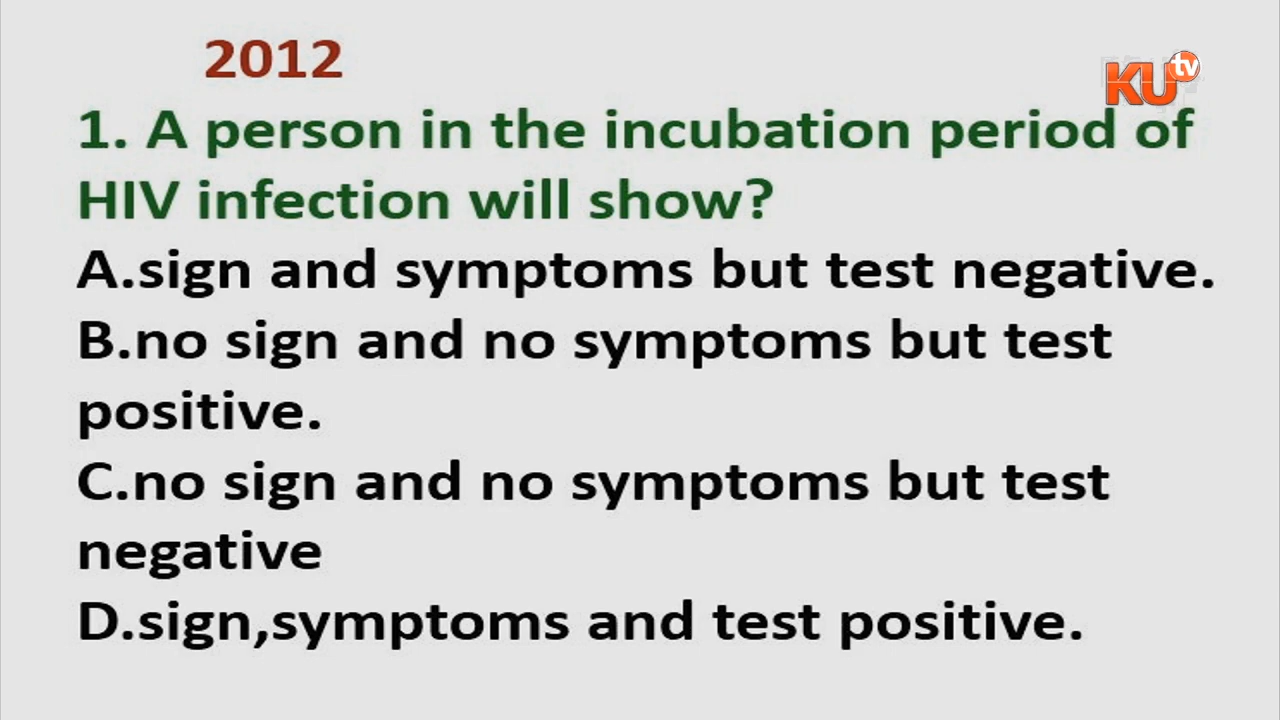 2012
KUtv
1. A person in the incubation period of
HIV infection will show?
A.sign and symptoms but test negative.
B.no sign and no symptoms but test
positive.
C.no sign and no symptoms but test
negative
D.sign,symptoms and test positive.